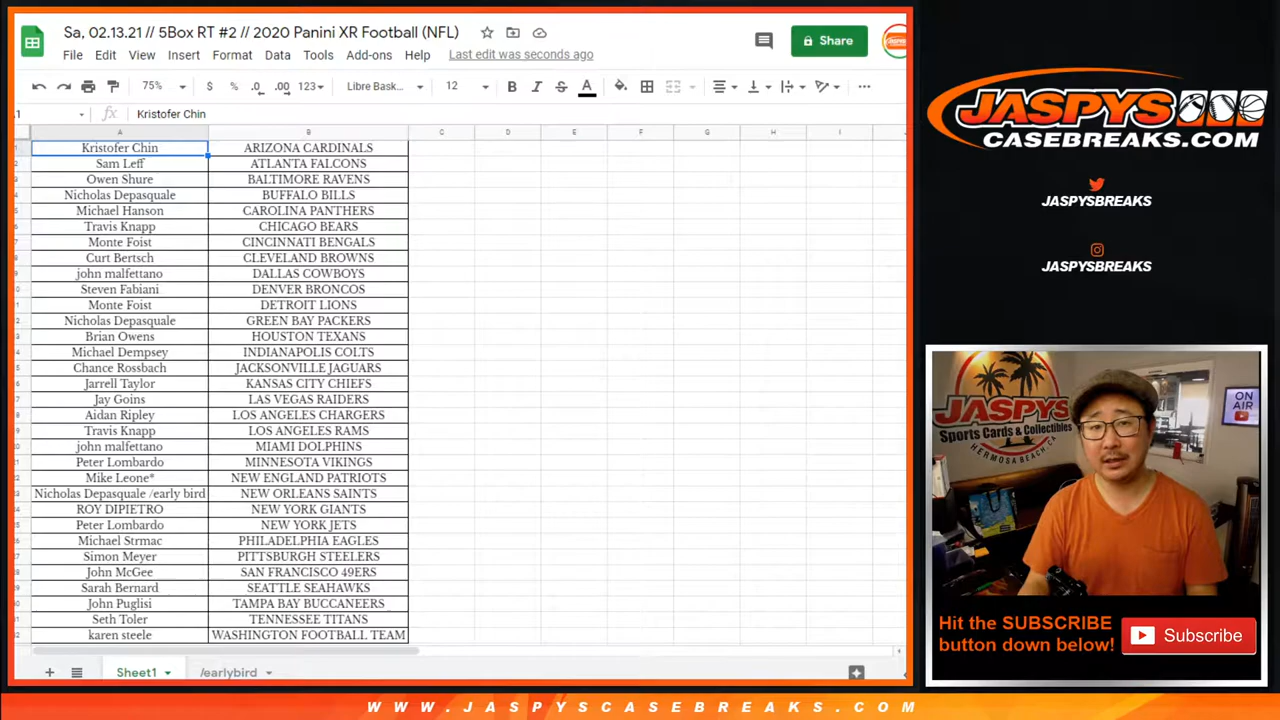 Sa, 02.13.21 // 5Box RT #2 // 2020 Panini XR Football (NFL)
File Edit View Insert Format Data Tools Add-ons Help Last edit was seconds ago
Share
75% $ % .0 .00 123 Libre Bask... 12 B I S A
Kristofer Chin
A B C D E F G H I
Kristofer Chin ARIZONA CARDINALS
Sam Leff ATLANTA FALCONS
Owen Shure BALTIMORE RAVENS
Nicholas Depasquale BUFFALO BILLS
Michael Hanson CAROLINA PANTHERS
Travis Knapp CHICAGO BEARS
Monte Foist CINCINNATI BENGALS
Curt Bertsch CLEVELAND BROWNS
john malfettano DALLAS COWBOYS
Steven Fabiani DENVER BRONCOS
Monte Foist DETROIT LIONS
Nicholas Depasquale GREEN BAY PACKERS
Brian Owens HOUSTON TEXANS
Michael Dempsey INDIANAPOLIS COLTS
Chance Rossbach JACKSONVILLE JAGUARS
Jarrell Taylor KANSAS CITY CHIEFS
Jay Goins LAS VEGAS RAIDERS
Aidan Ripley LOS ANGELES CHARGERS
Travis Knapp LOS ANGELES RAMS
john malfettano MIAMI DOLPHINS
Peter Lombardo MINNESOTA VIKINGS
Mike Leone* NEW ENGLAND PATRIOTS
Nicholas Depasquale /early bird NEW ORLEANS SAINTS
ROY DIPIETRO NEW YORK GIANTS
Peter Lombardo NEW YORK JETS
Michael Strmac PHILADELPHIA EAGLES
Simon Meyer PITTSBURGH STEELERS
John McGee SAN FRANCISCO 49ERS
Sarah Bernard SEATTLE SEAHAWKS
John Puglisi TAMPA BAY BUCCANEERS
Seth Toler TENNESSEE TITANS
karen steele WASHINGTON FOOTBALL TEAM
Sheet1 /earlybird
JASPYS
CASEBREAKS.COM
JASPYSBREAKS
JASPYSBREAKS
JASPYS
Sports Cards & Collectibles
HERMOSA BEACH, CA
ON
AIR
Hit the SUBSCRIBE
button down below!
Subscribe
WWW.JASPYSCASEBREAKS.COM